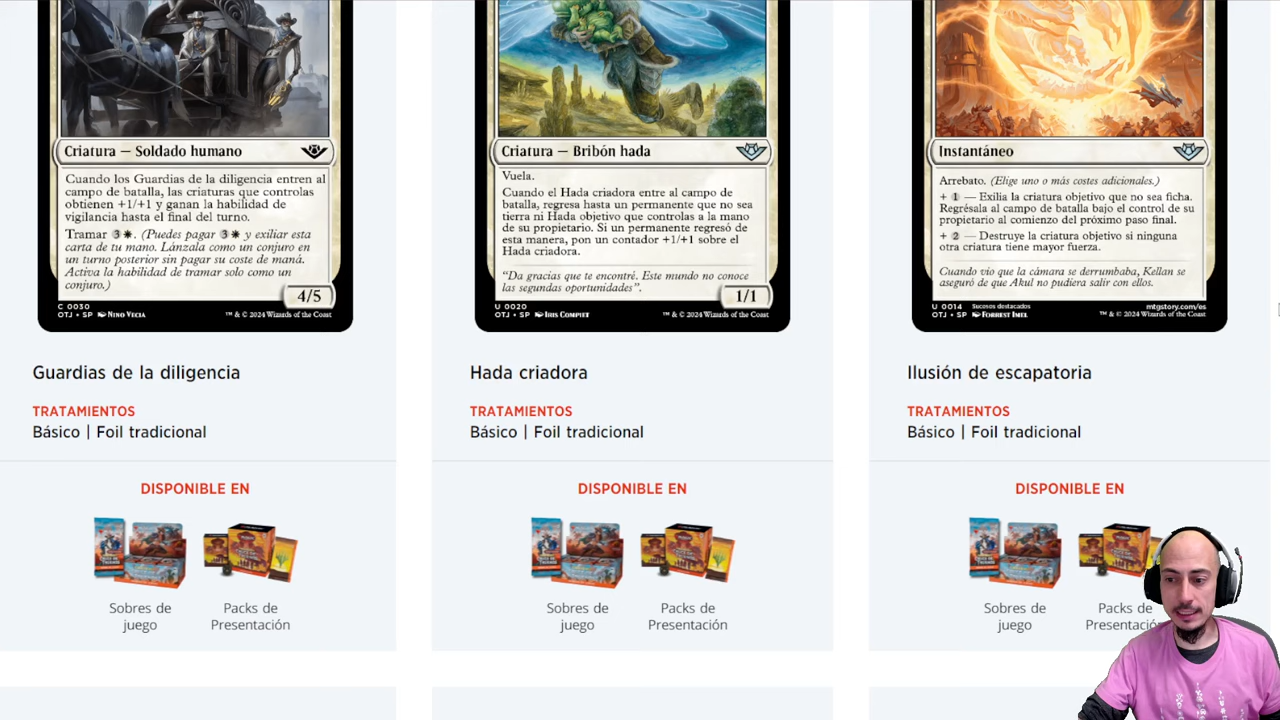 Criatura — Soldado humano
Cuando los Guardias de la diligencia entren al
campo de batalla, las criaturas que controlas
obtienen +1/+1 y ganan la habilidad de
vigilancia hasta el final del turno.
Tramar 3. (Puedes pagar 3 y exiliar esta
carta de tu mano. Lánzala como un conjuro en
un turno posterior sin pagar su coste de maná.
Activa la habilidad de tramar solo como un
conjuro.)
4/5
C 0030
OTJ • SP NINO VECIA
™ & © 2024 Wizards of the Coast
Guardias de la diligencia
TRATAMIENTOS
Básico | Foil tradicional
DISPONIBLE EN
Sobres de
juego
Packs de
Presentación
Criatura — Bribón hada
Vuela.
Cuando el Hada criadora entre al campo de
batalla, regresa hasta un permanente que no sea
tierra ni Hada objetivo que controlas a la mano
de su propietario. Si un permanente regresó de
esta manera, pon un contador +1/+1 sobre el
Hada criadora.
“Da gracias que te encontré. Este mundo no conoce
las segundas oportunidades”.
1/1
U 0020
OTJ • SP IRIS COMPIET
™ & © 2024 Wizards of the Coast
Hada criadora
TRATAMIENTOS
Básico | Foil tradicional
DISPONIBLE EN
Sobres de
juego
Packs de
Presentación
Instantáneo
Arrebato. (Elige uno o más costes adicionales.)
+ 1 — Exilia la criatura objetivo que no sea ficha.
Regrésala al campo de batalla bajo el control de su
propietario al comienzo del próximo paso final.
+ 2 — Destruye la criatura objetivo si ninguna
otra criatura tiene mayor fuerza.
Cuando vio que la cámara se derrumbaba, Kellan se
aseguró de que Akul no pudiera salir con ellos.
U 0014 Sucesos destacados mtgstory.com/es
OTJ • SP FORREST IMEL
™ & © 2024 Wizards of the Coast
Ilusión de escapatoria
TRATAMIENTOS
Básico | Foil tradicional
DISPONIBLE EN
Sobres de
juego
Packs de